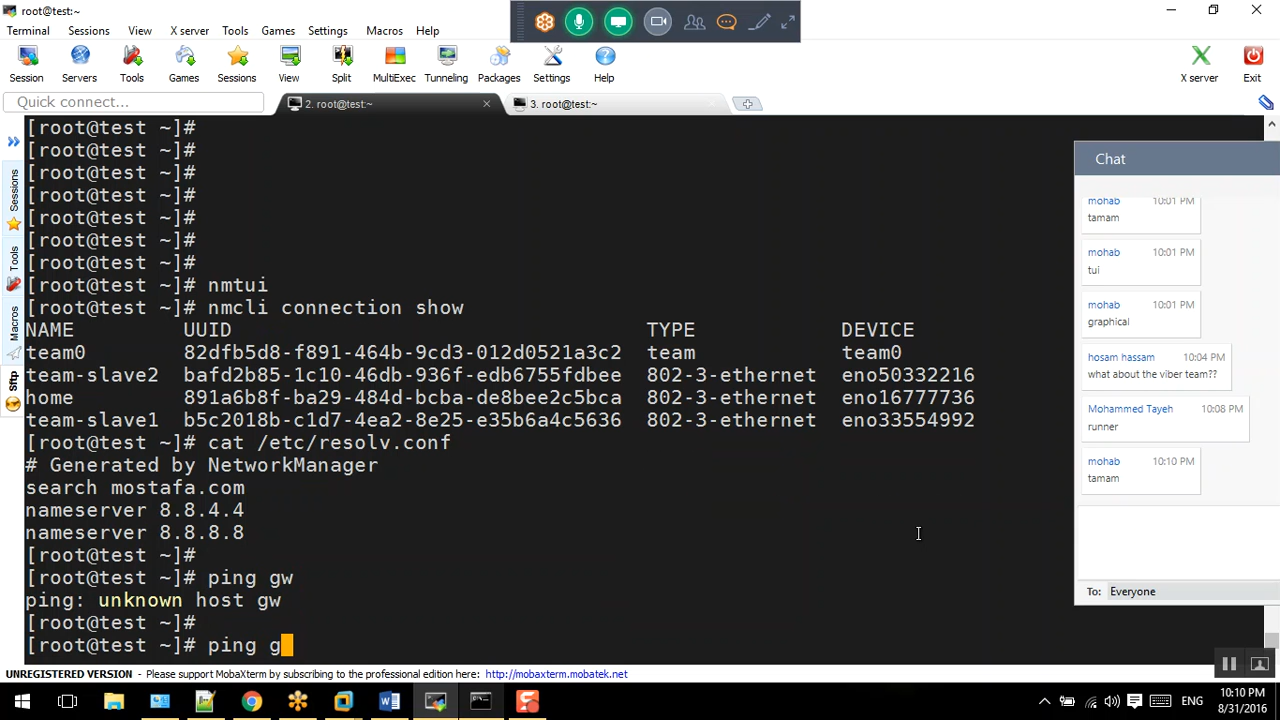 root@test:~
Terminal Sessions View X server Tools Games Settings Macros Help
Session Servers Tools Games Sessions View Split MultiExec Tunneling Packages Settings Help X server Exit
Quick connect...
2. root@test:~
3. root@test:~
Sessions
Tools
Macros
Sftp
[root@test ~]#
[root@test ~]#
[root@test ~]#
[root@test ~]#
[root@test ~]#
[root@test ~]#
[root@test ~]#
[root@test ~]# nmtui
[root@test ~]# nmcli connection show
NAME UUID TYPE DEVICE
team0 82dfb5d8-f891-464b-9cd3-012d0521a3c2 team team0
team-slave2 bafd2b85-1c10-46db-936f-edb6755fdbee 802-3-ethernet eno50332216
home 891a6b8f-ba29-484d-bcba-de8bee2c5bca 802-3-ethernet eno16777736
team-slave1 b5c2018b-c1d7-4ea2-8e25-e35b6a4c5636 802-3-ethernet eno33554992
[root@test ~]# cat /etc/resolv.conf
# Generated by NetworkManager
search mostafa.com
nameserver 8.8.4.4
nameserver 8.8.8.8
[root@test ~]#
[root@test ~]# ping gw
ping: unknown host gw
[root@test ~]#
[root@test ~]# ping g
Chat
mohab 10:01 PM
tamam
mohab 10:01 PM
tui
mohab 10:01 PM
graphical
hosam hassam 10:04 PM
what about the viber team??
Mohammed Tayeh 10:08 PM
runner
mohab 10:10 PM
tamam
To: Everyone
UNREGISTERED VERSION - Please support MobaXterm by subscribing to the professional edition here: http://mobaxterm.mobatek.net
ENG
10:10 PM
8/31/2016